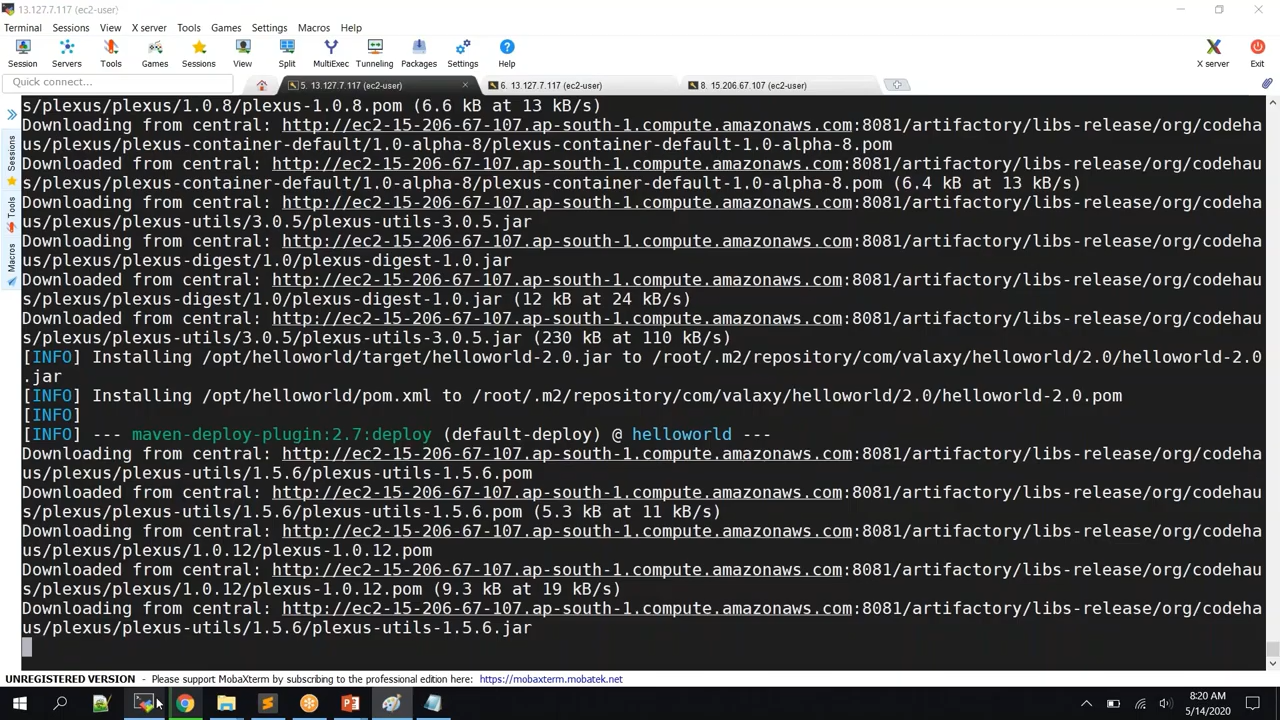 13.127.7.117 (ec2-user)
Terminal Sessions View X server Tools Games Settings Macros Help
Session Servers Tools Games Sessions View Split MultiExec Tunneling Packages Settings Help X server Exit
Quick connect... 5. 13.127.7.117 (ec2-user) 6. 13.127.7.117 (ec2-user) 8. 15.206.67.107 (ec2-user)
Sessions
Tools
Macros
s/plexus/plexus/1.0.8/plexus-1.0.8.pom (6.6 kB at 13 kB/s)
Downloading from central: http://ec2-15-206-67-107.ap-south-1.compute.amazonaws.com:8081/artifactory/libs-release/org/codeha
us/plexus/plexus-container-default/1.0-alpha-8/plexus-container-default-1.0-alpha-8.pom
Downloaded from central: http://ec2-15-206-67-107.ap-south-1.compute.amazonaws.com:8081/artifactory/libs-release/org/codehau
s/plexus/plexus-container-default/1.0-alpha-8/plexus-container-default-1.0-alpha-8.pom (6.4 kB at 13 kB/s)
Downloading from central: http://ec2-15-206-67-107.ap-south-1.compute.amazonaws.com:8081/artifactory/libs-release/org/codeha
us/plexus/plexus-utils/3.0.5/plexus-utils-3.0.5.jar
Downloading from central: http://ec2-15-206-67-107.ap-south-1.compute.amazonaws.com:8081/artifactory/libs-release/org/codeha
us/plexus/plexus-digest/1.0/plexus-digest-1.0.jar
Downloaded from central: http://ec2-15-206-67-107.ap-south-1.compute.amazonaws.com:8081/artifactory/libs-release/org/codehau
s/plexus/plexus-digest/1.0/plexus-digest-1.0.jar (12 kB at 24 kB/s)
Downloaded from central: http://ec2-15-206-67-107.ap-south-1.compute.amazonaws.com:8081/artifactory/libs-release/org/codehau
s/plexus/plexus-utils/3.0.5/plexus-utils-3.0.5.jar (230 kB at 110 kB/s)
[INFO] Installing /opt/helloworld/target/helloworld-2.0.jar to /root/.m2/repository/com/valaxy/helloworld/2.0/helloworld-2.0
.jar
[INFO] Installing /opt/helloworld/pom.xml to /root/.m2/repository/com/valaxy/helloworld/2.0/helloworld-2.0.pom
[INFO]
[INFO] --- maven-deploy-plugin:2.7:deploy (default-deploy) @ helloworld ---
Downloading from central: http://ec2-15-206-67-107.ap-south-1.compute.amazonaws.com:8081/artifactory/libs-release/org/codeha
us/plexus/plexus-utils/1.5.6/plexus-utils-1.5.6.pom
Downloaded from central: http://ec2-15-206-67-107.ap-south-1.compute.amazonaws.com:8081/artifactory/libs-release/org/codehau
s/plexus/plexus-utils/1.5.6/plexus-utils-1.5.6.pom (5.3 kB at 11 kB/s)
Downloading from central: http://ec2-15-206-67-107.ap-south-1.compute.amazonaws.com:8081/artifactory/libs-release/org/codeha
us/plexus/plexus/1.0.12/plexus-1.0.12.pom
Downloaded from central: http://ec2-15-206-67-107.ap-south-1.compute.amazonaws.com:8081/artifactory/libs-release/org/codehau
s/plexus/plexus/1.0.12/plexus-1.0.12.pom (9.3 kB at 19 kB/s)
Downloading from central: http://ec2-15-206-67-107.ap-south-1.compute.amazonaws.com:8081/artifactory/libs-release/org/codeha
us/plexus/plexus-utils/1.5.6/plexus-utils-1.5.6.jar
UNREGISTERED VERSION - Please support MobaXterm by subscribing to the professional edition here: https://mobaxterm.mobatek.net
8:20 AM
5/14/2020